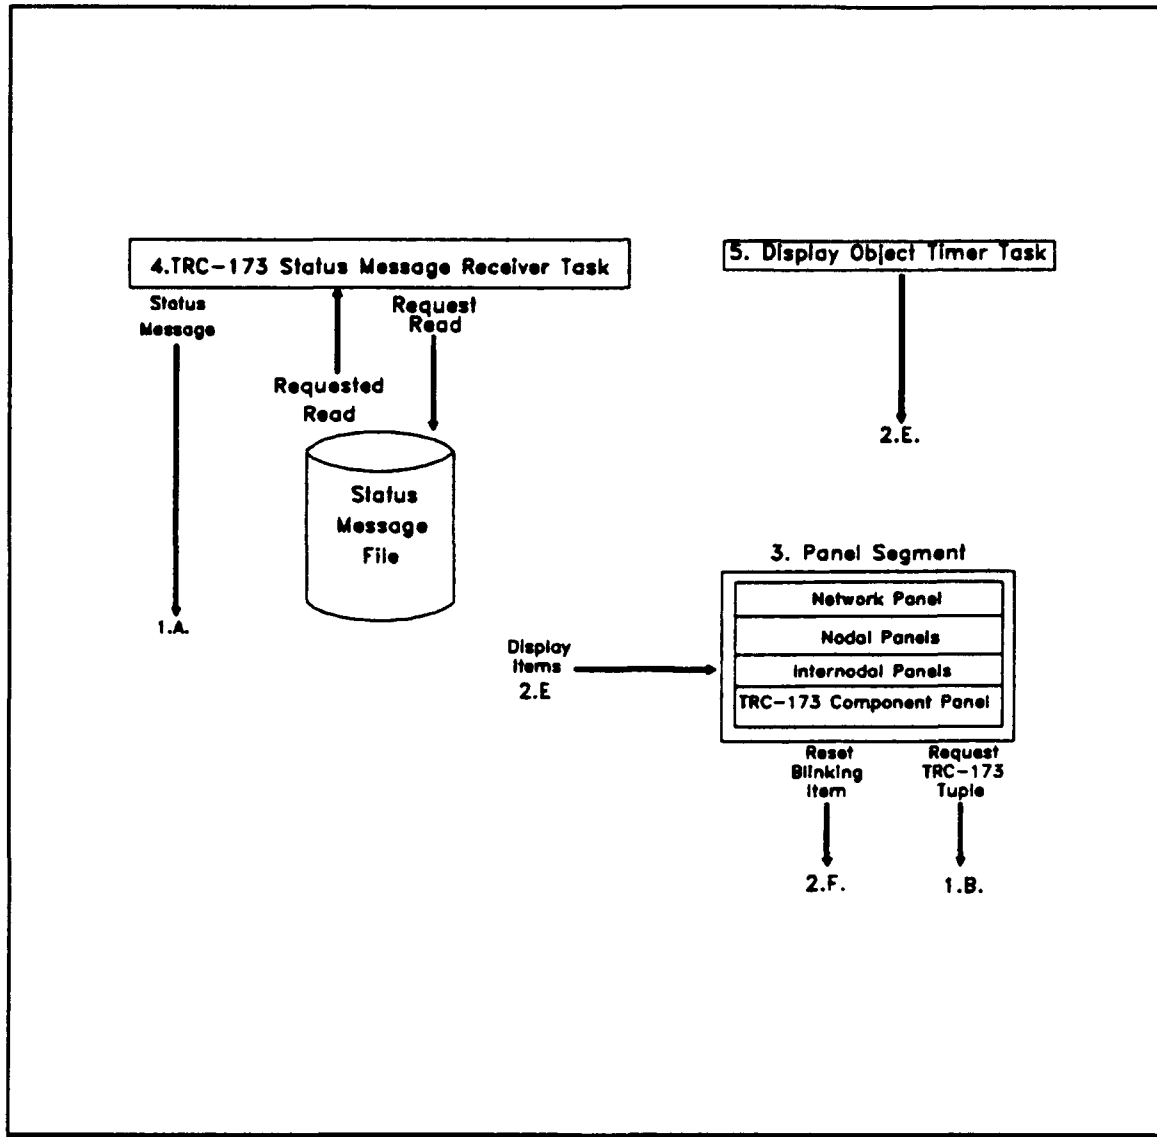 4.TRC-173 Status Message Receiver Task
Status
Message
Request
Read
Requested
Read
Status
Message
File
1.A.
5. Display Object Timer Task
2.E.
3. Panel Segment
Network Panel
Nodal Panels
Internodal Panels
TRC-173 Component Panel
Display
Items
2.E
Reset
Blinking
Item
Request
TRC-173
Tuple
2.F.
1.B.